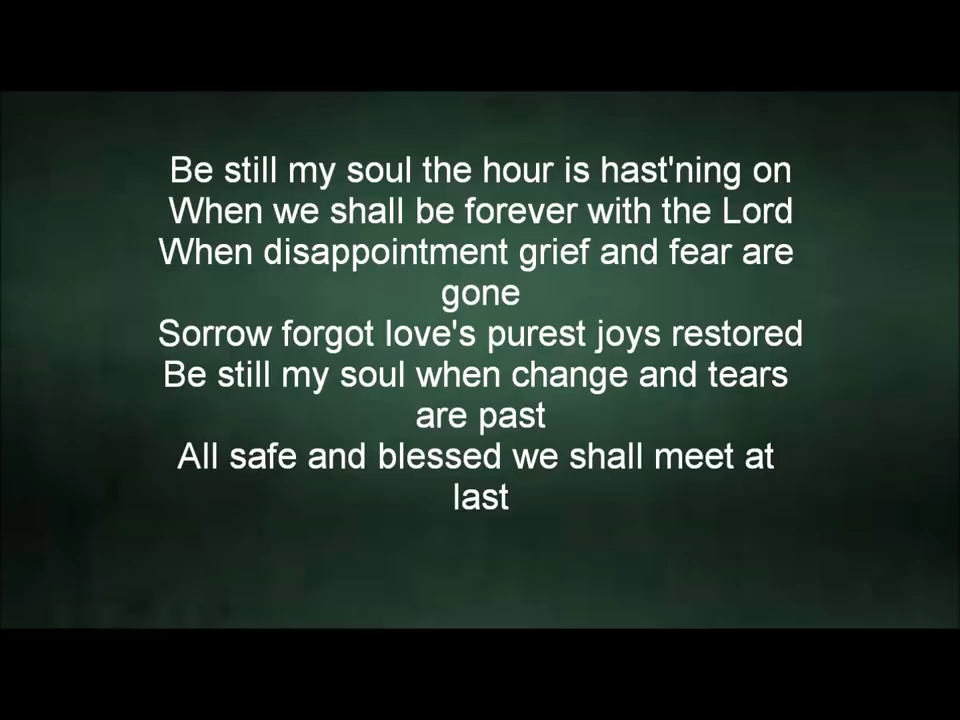 Be still my soul the hour is hast'ning on
When we shall be forever with the Lord
When disappointment grief and fear are
gone
Sorrow forgot love's purest joys restored
Be still my soul when change and tears
are past
All safe and blessed we shall meet at
last